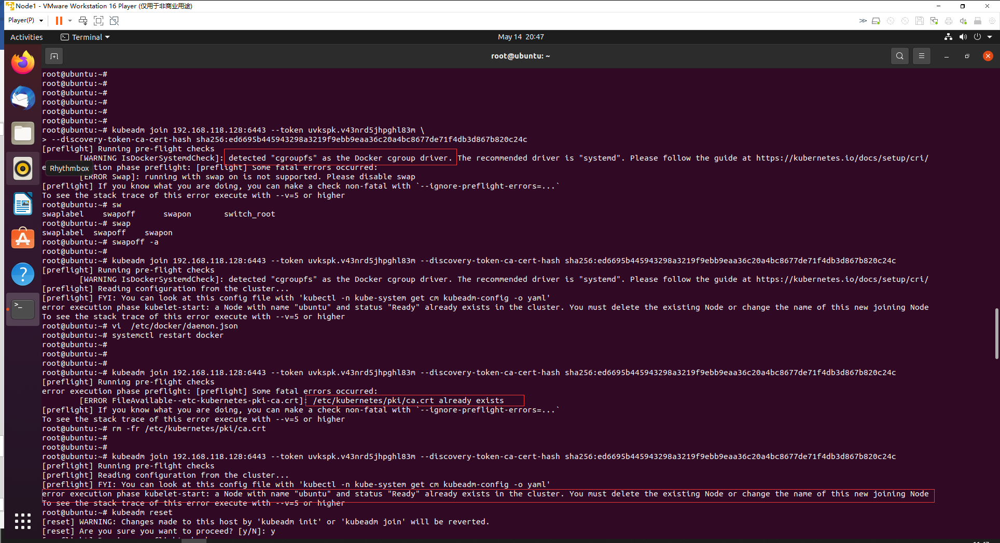 Node1 - VMware Workstation 16 Player (仅用于非商业用途)
Player(P)
Activities
Terminal
May 14 20:47
root@ubuntu: ~
root@ubuntu:~#
root@ubuntu:~#
root@ubuntu:~#
root@ubuntu:~#
root@ubuntu:~#
root@ubuntu:~#
root@ubuntu:~# kubeadm join 192.168.118.128:6443 --token uvkspk.v43nrd5jhpghl83m \
> --discovery-token-ca-cert-hash sha256:ed6695b445943298a3219f9ebb9eaa36c20a4bc8677de71f4db3d867b820c24c
[preflight] Running pre-flight checks
[WARNING IsDockerSystemdCheck]: detected "cgroupfs" as the Docker cgroup driver. The recommended driver is "systemd". Please follow the guide at https://kubernetes.io/docs/setup/cri/
tion phase preflight: [preflight] Some fatal errors occurred:
Rhythmbox
[ERROR Swap]: running with swap on is not supported. Please disable swap
[preflight] If you know what you are doing, you can make a check non-fatal with `--ignore-preflight-errors=...`
To see the stack trace of this error execute with --v=5 or higher
root@ubuntu:~# sw
swaplabel swapoff swapon switch_root
root@ubuntu:~# swap
swaplabel swapoff swapon
root@ubuntu:~# swapoff -a
root@ubuntu:~#
root@ubuntu:~# kubeadm join 192.168.118.128:6443 --token uvkspk.v43nrd5jhpghl83m --discovery-token-ca-cert-hash sha256:ed6695b445943298a3219f9ebb9eaa36c20a4bc8677de71f4db3d867b820c24c
[preflight] Running pre-flight checks
[WARNING IsDockerSystemdCheck]: detected "cgroupfs" as the Docker cgroup driver. The recommended driver is "systemd". Please follow the guide at https://kubernetes.io/docs/setup/cri/
[preflight] Reading configuration from the cluster...
[preflight] FYI: You can look at this config file with 'kubectl -n kube-system get cm kubeadm-config -o yaml'
error execution phase kubelet-start: a Node with name "ubuntu" and status "Ready" already exists in the cluster. You must delete the existing Node or change the name of this new joining Node
To see the stack trace of this error execute with --v=5 or higher
root@ubuntu:~# vi  /etc/docker/daemon.json
root@ubuntu:~# systemctl restart docker
root@ubuntu:~#
root@ubuntu:~#
root@ubuntu:~#
root@ubuntu:~# kubeadm join 192.168.118.128:6443 --token uvkspk.v43nrd5jhpghl83m --discovery-token-ca-cert-hash sha256:ed6695b445943298a3219f9ebb9eaa36c20a4bc8677de71f4db3d867b820c24c
[preflight] Running pre-flight checks
error execution phase preflight: [preflight] Some fatal errors occurred:
[ERROR FileAvailable--etc-kubernetes-pki-ca.crt]: /etc/kubernetes/pki/ca.crt already exists
[preflight] If you know what you are doing, you can make a check non-fatal with `--ignore-preflight-errors=...`
To see the stack trace of this error execute with --v=5 or higher
root@ubuntu:~# rm -fr /etc/kubernetes/pki/ca.crt
root@ubuntu:~#
root@ubuntu:~#
root@ubuntu:~# kubeadm join 192.168.118.128:6443 --token uvkspk.v43nrd5jhpghl83m --discovery-token-ca-cert-hash sha256:ed6695b445943298a3219f9ebb9eaa36c20a4bc8677de71f4db3d867b820c24c
[preflight] Running pre-flight checks
[preflight] Reading configuration from the cluster...
[preflight] FYI: You can look at this config file with 'kubectl -n kube-system get cm kubeadm-config -o yaml'
error execution phase kubelet-start: a Node with name "ubuntu" and status "Ready" already exists in the cluster. You must delete the existing Node or change the name of this new joining Node
To see the stack trace of this error execute with --v=5 or higher
root@ubuntu:~# kubeadm reset
[reset] WARNING: Changes made to this host by 'kubeadm init' or 'kubeadm join' will be reverted.
[reset] Are you sure you want to proceed? [y/N]: y